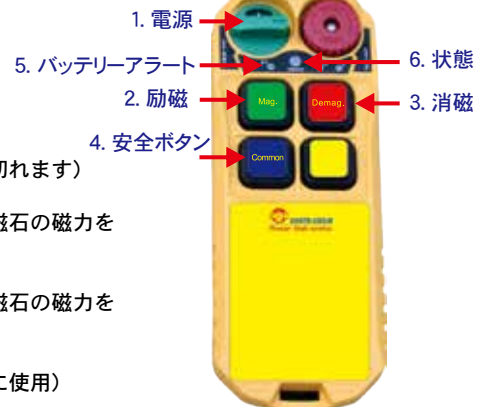 1. 電源
5. バッテリーアラート
6. 状態
2. 励磁
Mag.
Demag.
3. 消磁
4. 安全ボタン
Common
切れます）
磁石の磁力を
磁石の磁力を
に使用）